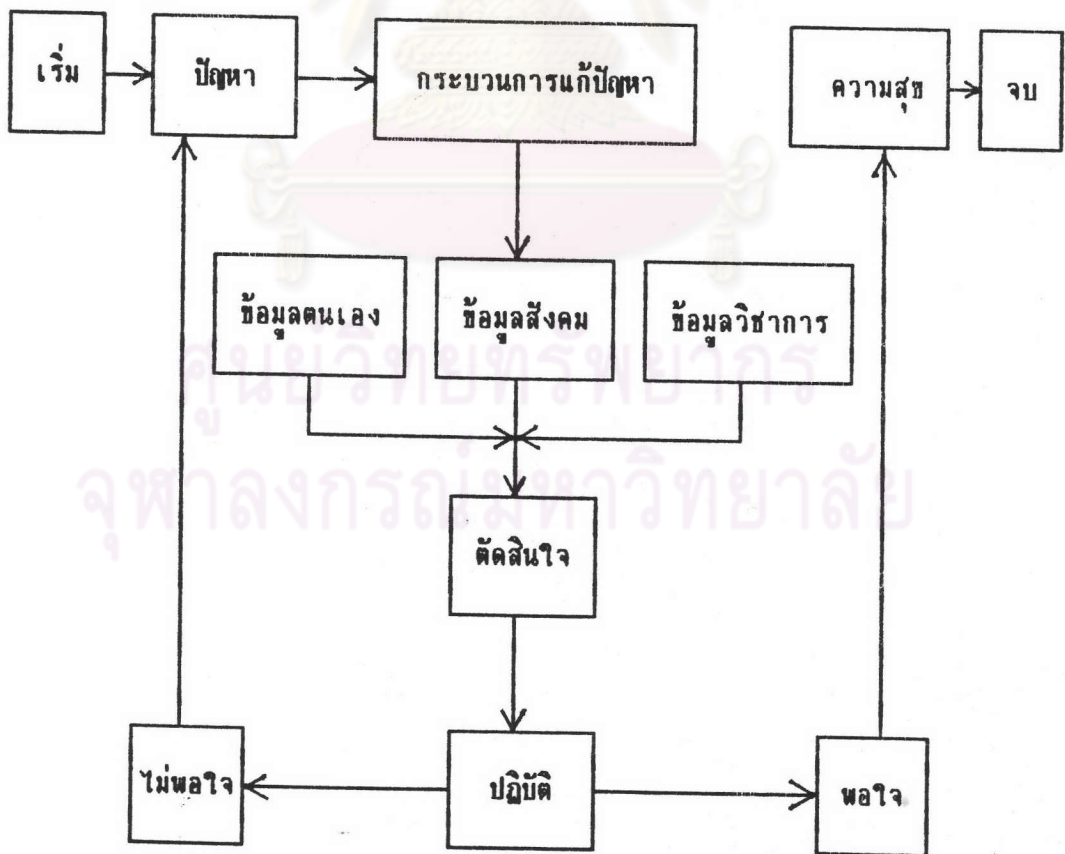 เริ่ม
ปัญหา
กระบวนการแก้ปัญหา
ความสุข
จบ
ข้อมูลตนเอง
ข้อมูลสังคม
ข้อมูลวิชาการ
ศูนย์วิทยทรัพยากร
จุฬาลงกรณ์มหาวิทยาลัย
ตัดสินใจ
ไม่พอใจ
ปฏิบัติ
พอใจ